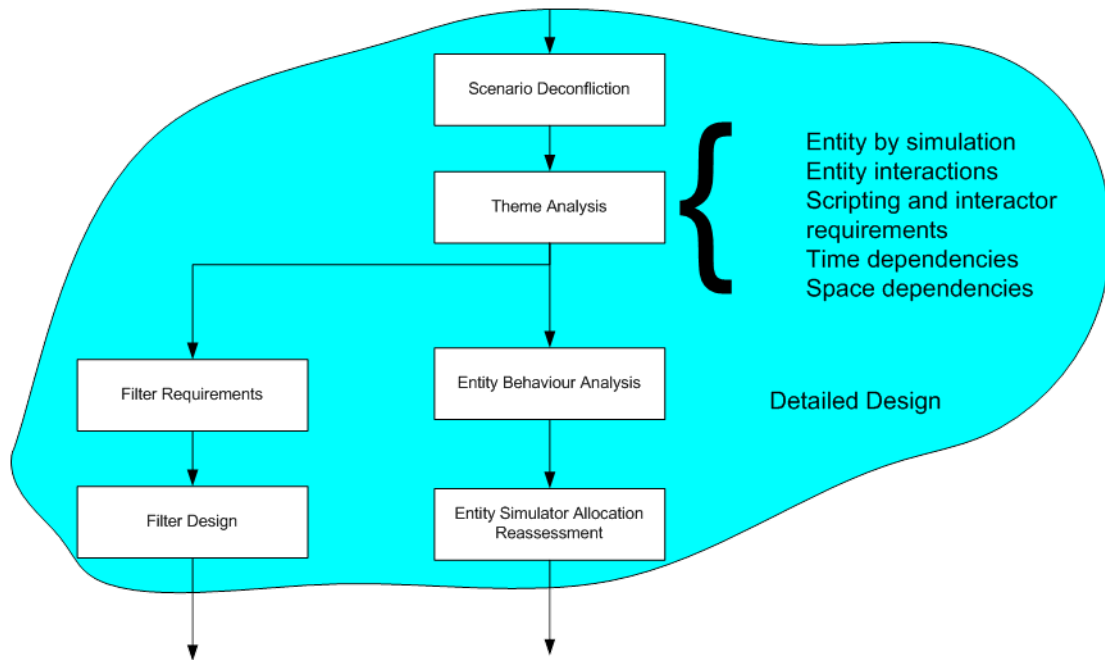 Scenario Deconfliction
Theme Analysis
Entity by simulation
Entity interactions
Scripting and interactor
requirements
Time dependencies
Space dependencies
Filter Requirements
Entity Behaviour Analysis
Detailed Design
Filter Design
Entity Simulator Allocation
Reassessment